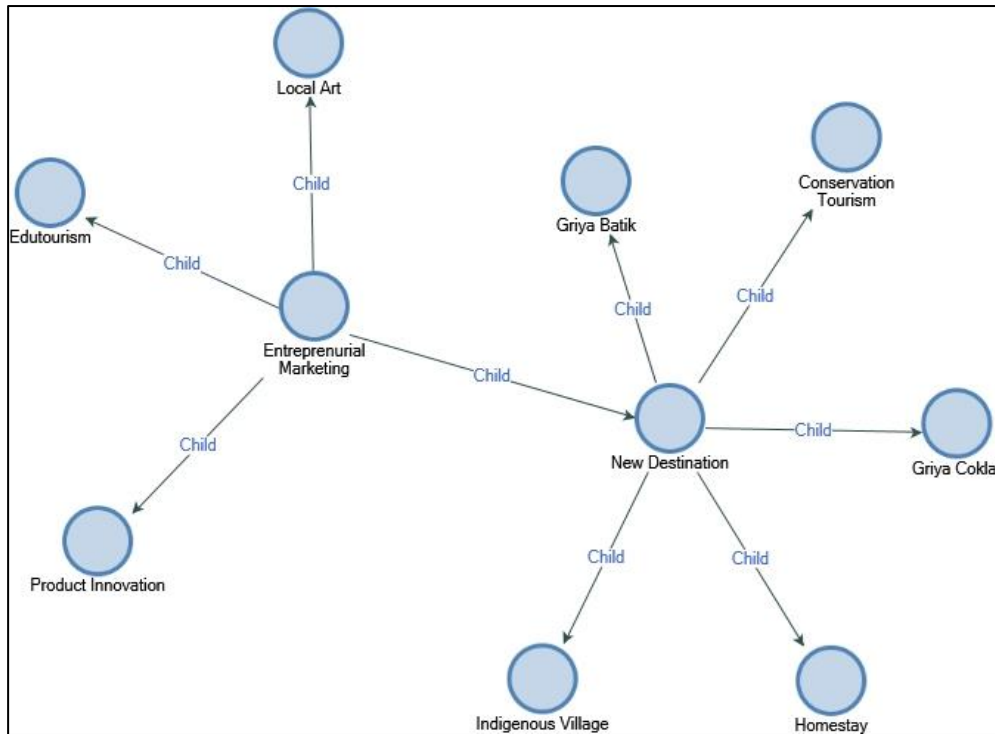 Local Art
Child
Edutourism
Child
Entreprenurial
Marketing
Child
Product Innovation
Child
Griya Batik
Child
Conservation
Tourism
Child
New Destination
Child
Griya Cokla
Child
Indigenous Village
Child
Homestay